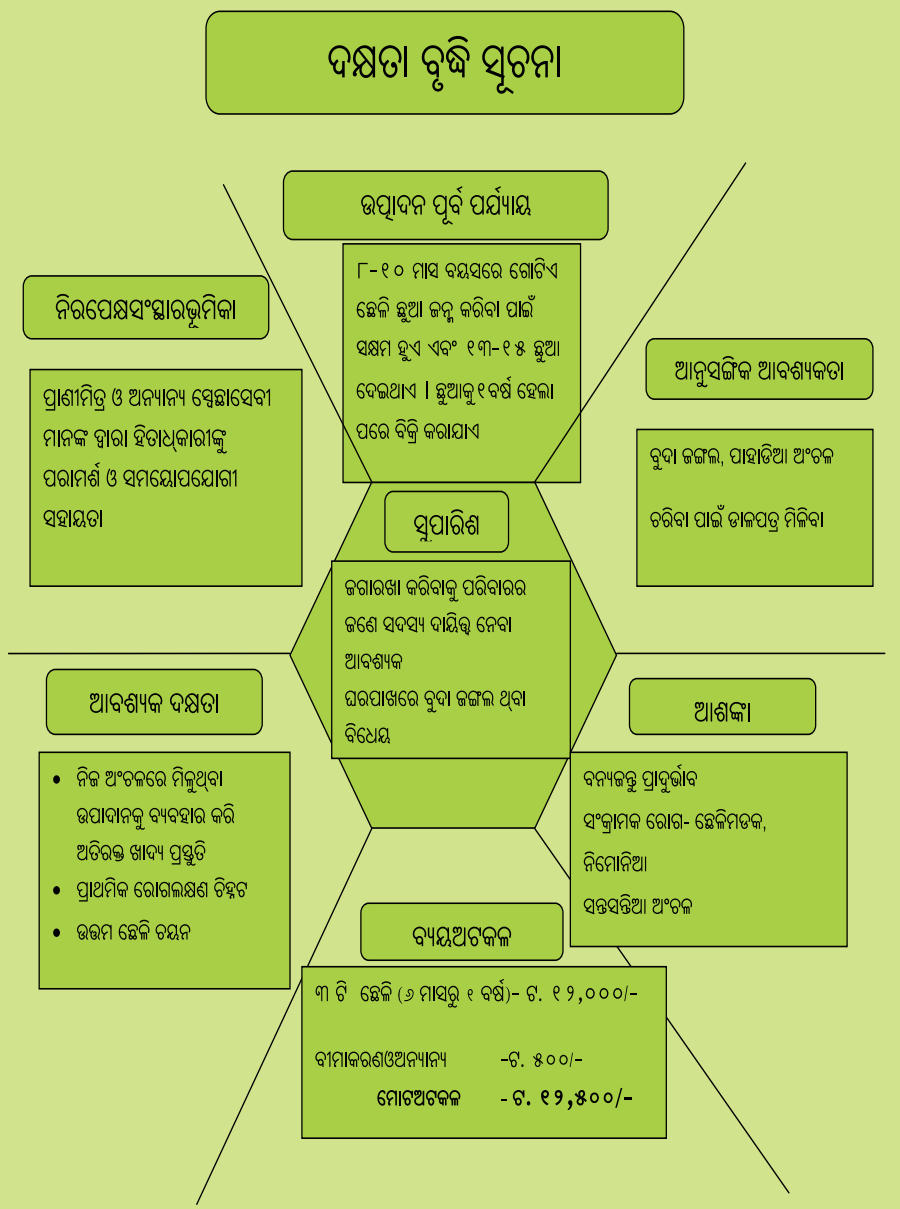 ଦକ୍ଷତା ବୃଦ୍ଧି ସୂଚନା
ଉତ୍ପାଦନ ପୂର୍ବ ପର୍ଯ୍ୟାୟ
୮-୧୦ ମାସ ବୟସରେ ଗୋଟିଏ
ଛେଳି ଛୁଆ ଜନ୍ମ କରିବା ପାଇଁ
ସକ୍ଷମ ହୁଏ ଏବଂ ୧୩-୧୫ ଛୁଆ
ଦେଇଥାଏ । ଛୁଆକୁ ୧ବର୍ଷ ହେଲା
ପରେ ବିକ୍ରି କରାଯାଏ
ନିରପେକ୍ଷସଂସ୍ଥାରଭୂମିକା
ପ୍ରାଣୀମିତ୍ର ଓ ଅନ୍ୟାନ୍ୟ ସ୍ୱେଛାସେବୀ
ମାନଙ୍କ ଦ୍ୱାରା ହିତାଧିକାରୀଙ୍କୁ
ପରାମର୍ଶ ଓ ସମୟୋପଯୋଗୀ
ସହାୟତା
ଆନୁସଙ୍ଗିକ ଆବଶ୍ୟକତା
ବୁଦା ଜଙ୍ଗଲ, ପାହାଡିଆ ଅଂଚଳ
ଚରିବା ପାଇଁ ଡାଳପତ୍ର ମିଳିବା
ସୁପାରିଶ
ଜଗାରଖା କରିବାକୁ ପରିବାରର
ଜଣେ ସଦସ୍ୟ ଦାୟିତ୍ୱ ନେବା
ଆବଶ୍ୟକ
ଘରପାଖରେ ବୁଦା ଜଙ୍ଗଲ ଥିବା
ବିଧେୟ
ଆବଶ୍ୟକ ଦକ୍ଷତା
• ନିଜ ଅଂଚଳରେ ମିଳୁଥିବା
ଉପାଦାନକୁ ବ୍ୟବହାର କରି
ଅତିରକ୍ତ ଖାଦ୍ୟ ପ୍ରସ୍ତୁତି
• ପ୍ରାଥମିକ ରୋଗଲକ୍ଷଣ ଚିହ୍ନଟ
• ଉତ୍ତମ ଛେଳି ଚୟନ
ଆଶଙ୍କା
ବନ୍ୟଜନ୍ତୁ ପ୍ରାଦୁର୍ଭାବ
ସଂକ୍ରାମକ ରୋଗ- ଛେଳିମଡକ,
ନିମୋନିଆ
ସନ୍ତସନ୍ତିଆ ଅଂଚଳ
ବ୍ୟୟଅଟକଳ
୩ ଟି ଛେଳି (୬ ମାସରୁ ୧ ବର୍ଷ)- ଟ. ୧୨,୦୦୦/-
ବୀମାକରଣଓଅନ୍ୟାନ୍ୟ -ଟ. ୫୦୦/-
ମୋଟଅଟକଳ - ଟ. ୧୨,୫୦୦/-